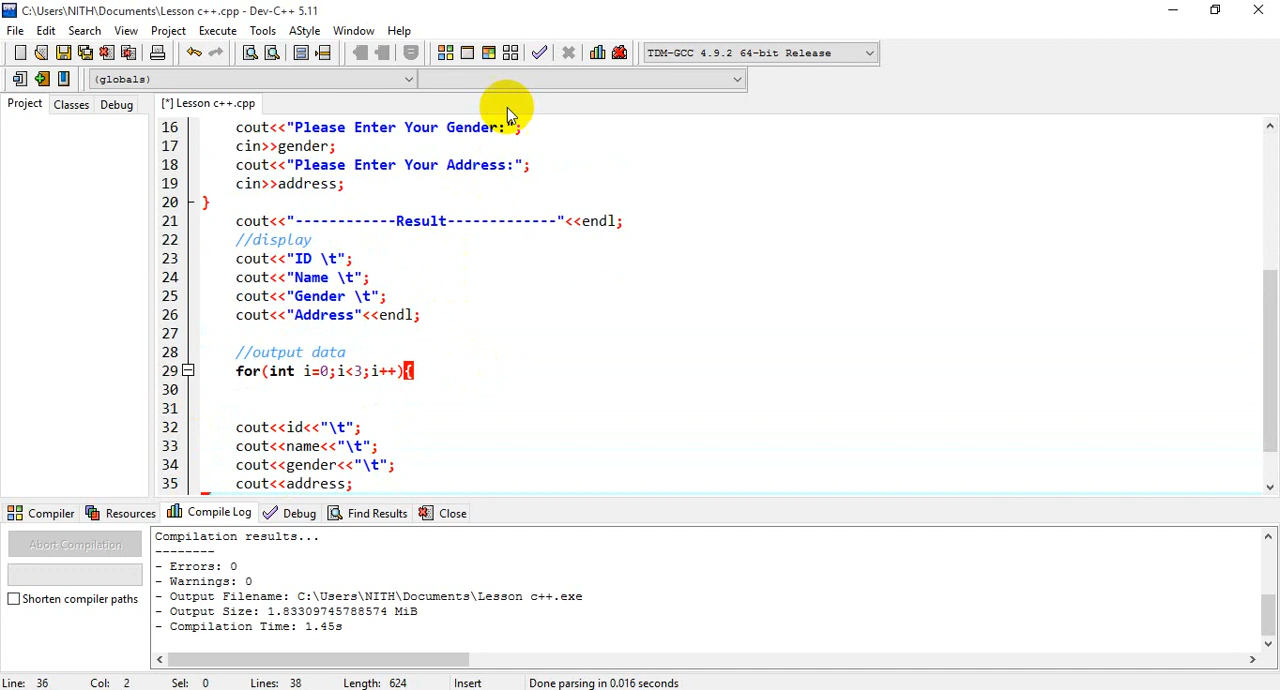 C:\Users\NITH\Documents\Lesson c++.cpp - Dev-C++ 5.11
File Edit Search View Project Execute Tools AStyle Window Help
TDM-GCC 4.9.2 64-bit Release
(globals)
Project Classes Debug [*] Lesson c++.cpp
16 cout<<"Please Enter Your Gender:";
17 cin>>gender;
18 cout<<"Please Enter Your Address:";
19 cin>>address;
20 }
21 cout<<"------------Result-------------"<<endl;
22 //display
23 cout<<"ID \t";
24 cout<<"Name \t";
25 cout<<"Gender \t";
26 cout<<"Address"<<endl;
27
28 //output data
29 for(int i=0;i<3;i++){
30
31
32 cout<<id<<"\t";
33 cout<<name<<"\t";
34 cout<<gender<<"\t";
35 cout<<address;
Compiler Resources Compile Log Debug Find Results Close
Abort Compilation
Shorten compiler paths
Compilation results...
--------
- Errors: 0
- Warnings: 0
- Output Filename: C:\Users\NITH\Documents\Lesson c++.exe
- Output Size: 1.83309745788574 MiB
- Compilation Time: 1.45s
Line: 36 Col: 2 Sel: 0 Lines: 38 Length: 624 Insert Done parsing in 0.016 seconds